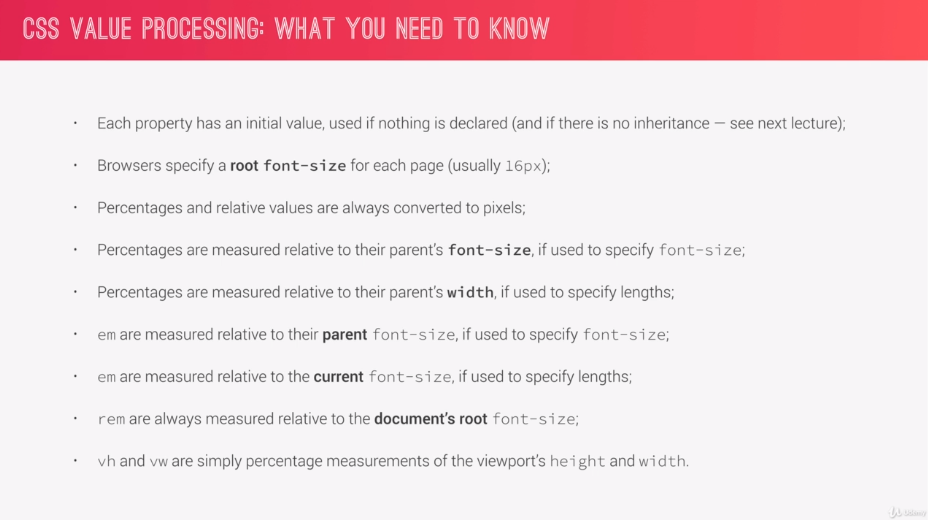 CSS VALUE PROCESSING: WHAT YOU NEED TO KNOW
• Each property has an initial value, used if nothing is declared (and if there is no inheritance — see next lecture);
• Browsers specify a root font-size for each page (usually 16px);
• Percentages and relative values are always converted to pixels;
• Percentages are measured relative to their parent's font-size, if used to specify font-size;
• Percentages are measured relative to their parent's width, if used to specify lengths;
• em are measured relative to their parent font-size, if used to specify font-size;
• em are measured relative to the current font-size, if used to specify lengths;
• rem are always measured relative to the document's root font-size;
• vh and vw are simply percentage measurements of the viewport's height and width.
Udemy